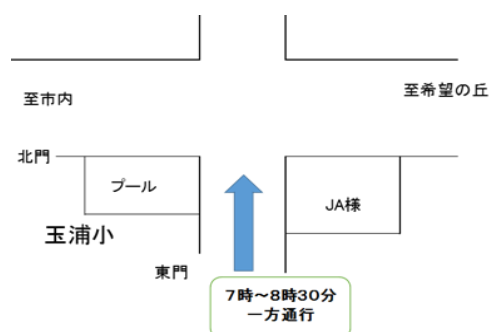 至市内
至希望の丘
北門
プール
JA様
玉浦小
東門
7時～8時30分
一方通行